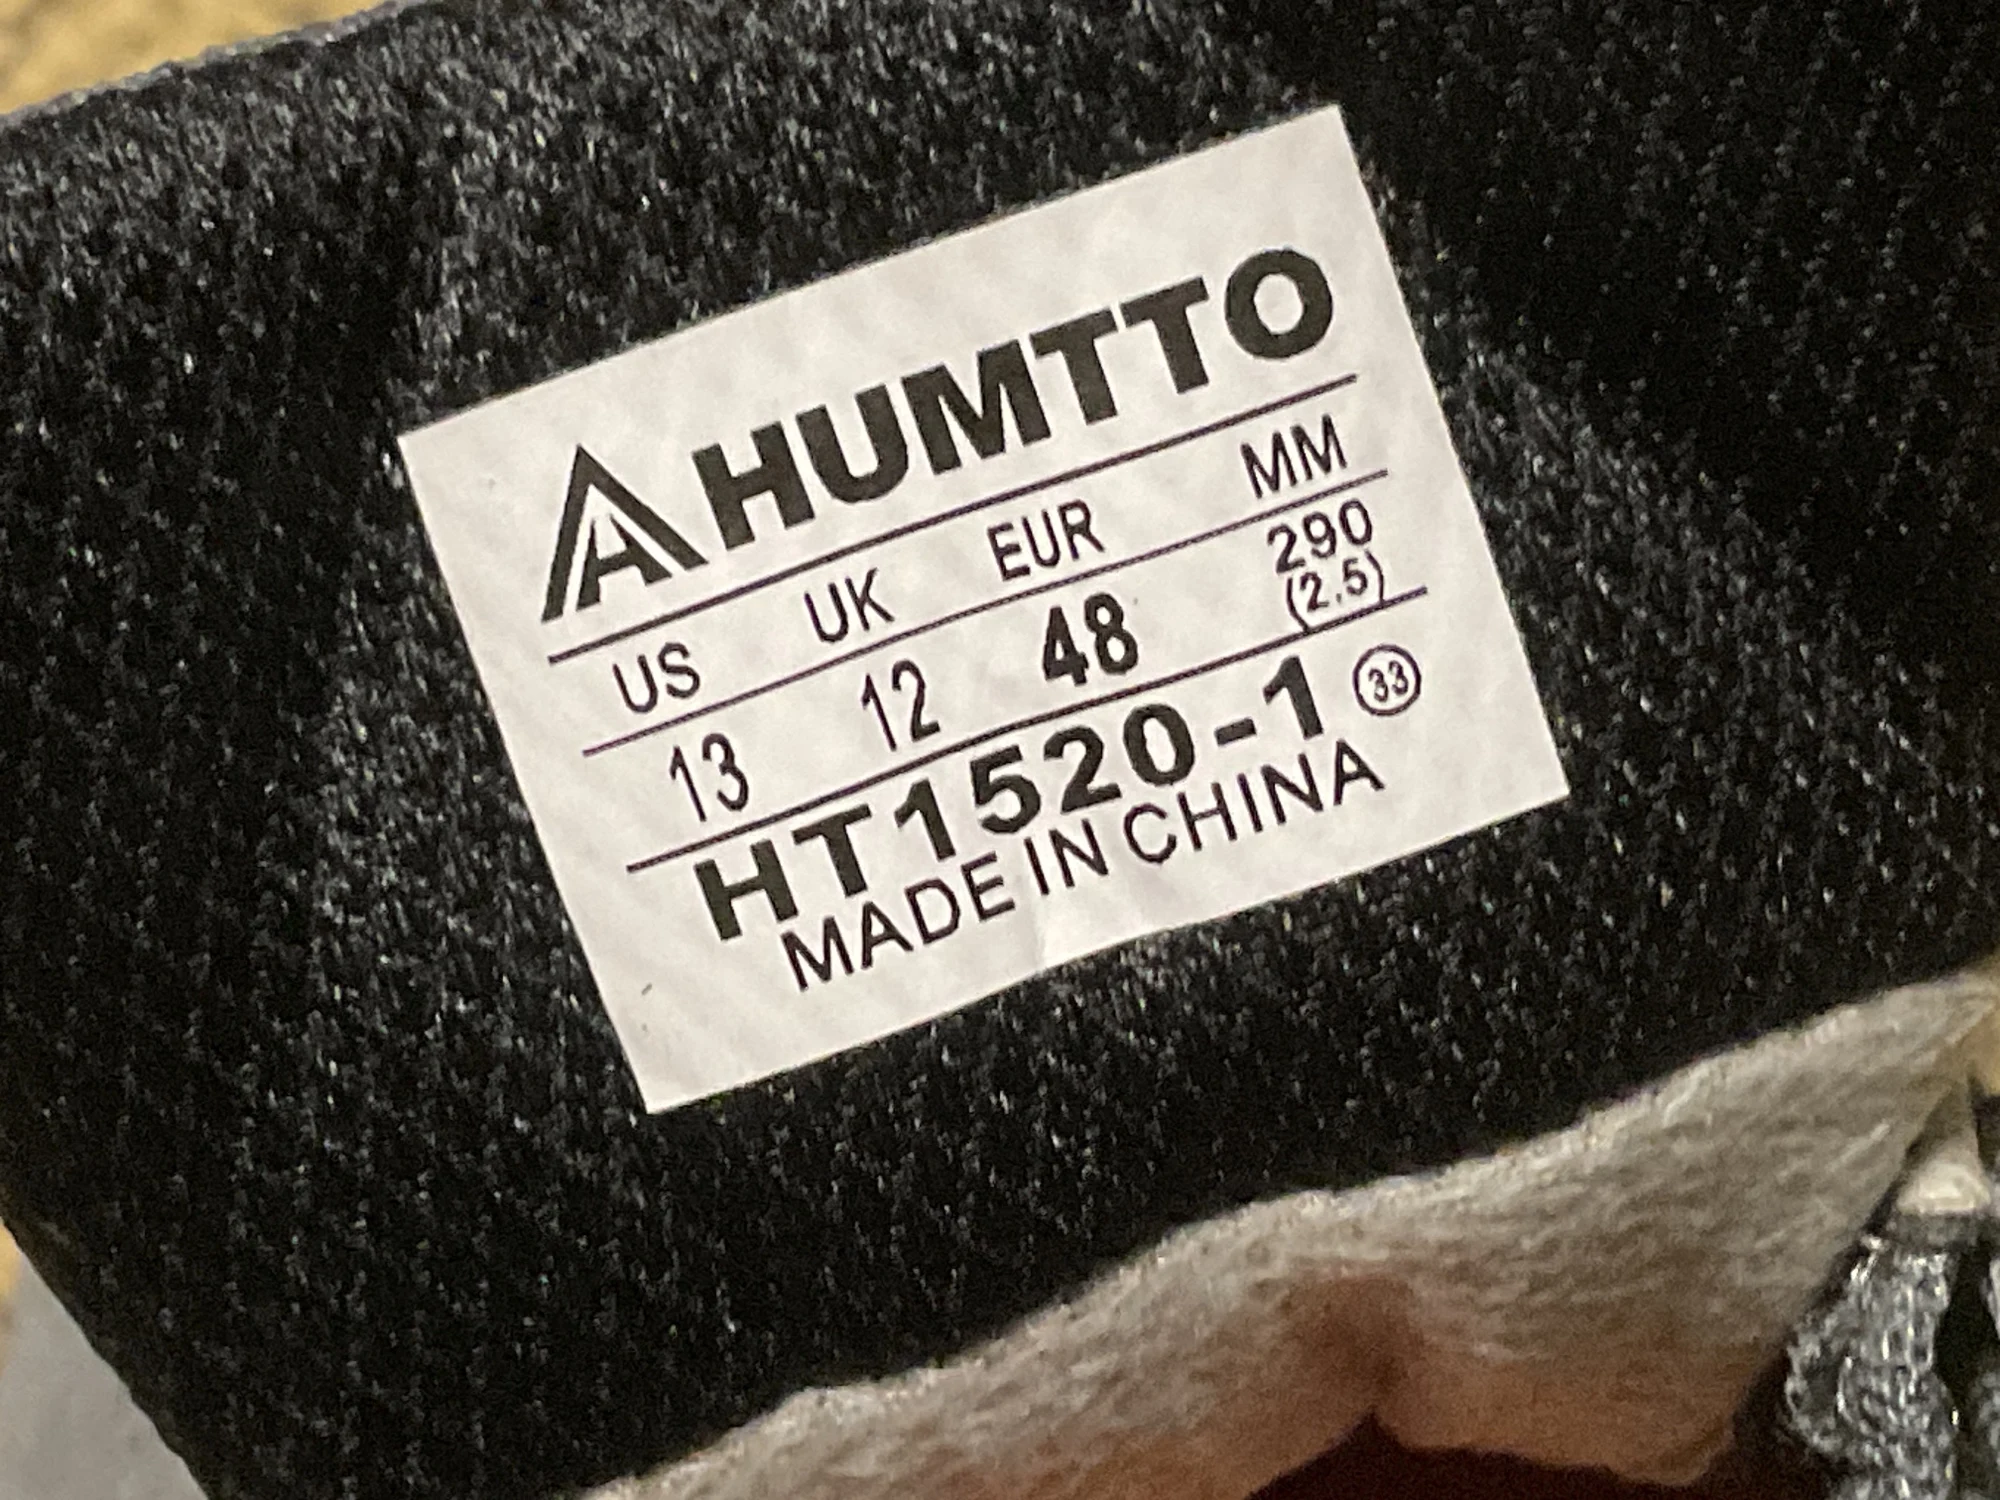 HUMTTO
US UK EUR MM
13 12 48 290
(2.5)
HT1520-1 33
MADE IN CHINA